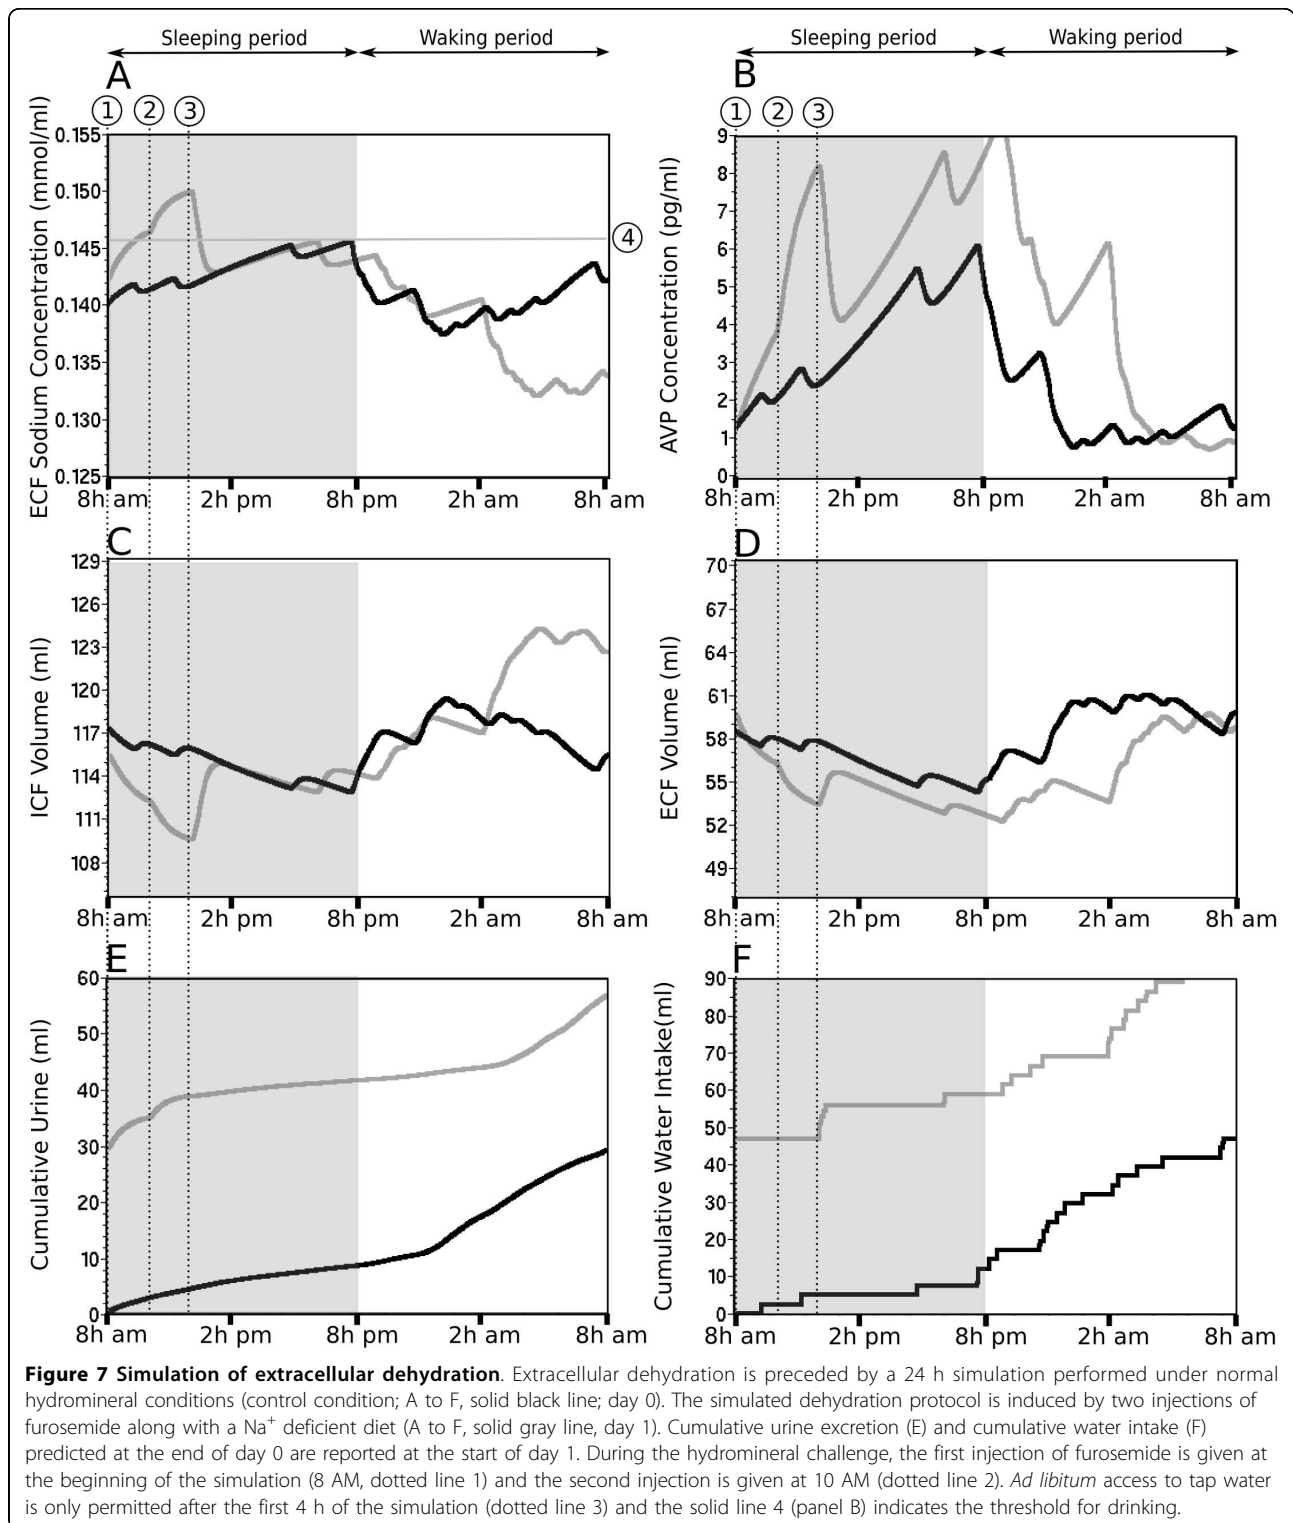 Sleeping period Waking period Sleeping period Waking period
A B
1 2 3 1 2 3
ECF Sodium Concentration (mmol/ml)
0.155
0.150
0.145
0.140
0.135
0.130
0.125
4
8h am 2h pm 8h pm 2h am 8h am
AVP Concentration (pg/ml)
9
8
7
6
5
4
3
2
1
0
8h am 2h pm 8h pm 2h am 8h am
C
ICF Volume (ml)
129
126
123
120
117
114
111
108
8h am 2h pm 8h pm 2h am 8h am
D
ECF Volume (ml)
70
67
64
61
58
55
52
49
8h am 2h pm 8h pm 2h am 8h am
E
Cumulative Urine (ml)
60
50
40
30
20
10
0
8h am 2h pm 8h pm 2h am 8h am
F
Cumulative Water Intake(ml)
90
80
70
60
50
40
30
20
10
0
8h am 2h pm 8h pm 2h am 8h am
Figure 7 Simulation of extracellular dehydration. Extracellular dehydration is preceded by a 24 h simulation performed under normal
hydromineral conditions (control condition; A to F, solid black line; day 0). The simulated dehydration protocol is induced by two injections of
furosemide along with a Na+ deficient diet (A to F, solid gray line, day 1). Cumulative urine excretion (E) and cumulative water intake (F)
predicted at the end of day 0 are reported at the start of day 1. During the hydromineral challenge, the first injection of furosemide is given at
the beginning of the simulation (8 AM, dotted line 1) and the second injection is given at 10 AM (dotted line 2). Ad libitum access to tap water
is only permitted after the first 4 h of the simulation (dotted line 3) and the solid line 4 (panel B) indicates the threshold for drinking.